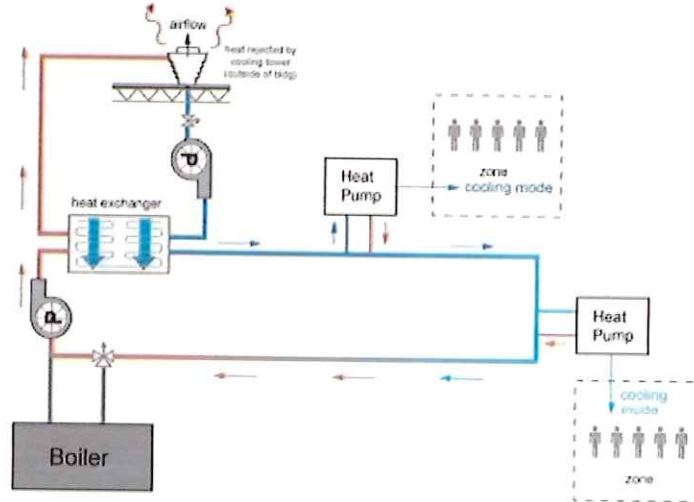 airflow
heat rejected by
cooling tower
(outside of bldg)
P
heat exchanger
Heat
Pump
zone
cooling mode
P
Heat
Pump
cooling
mode
zone
Boiler